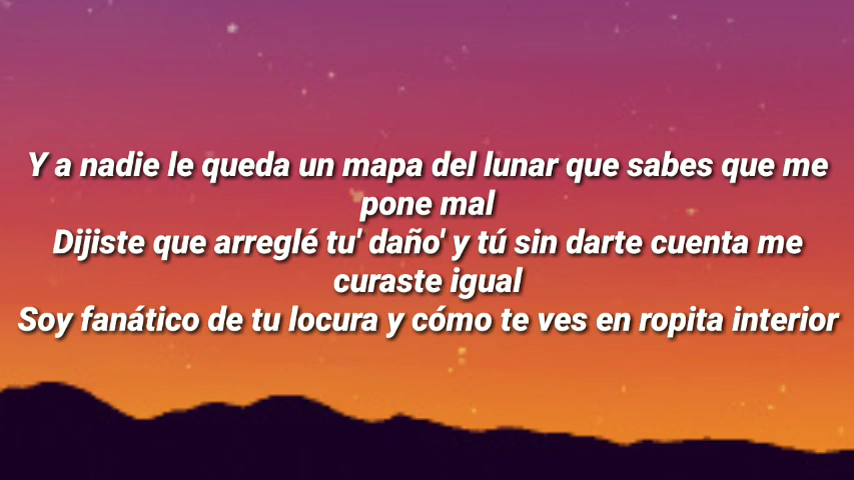 Y a nadie le queda un mapa del lunar que sabes que me
pone mal
Dijiste que arreglé tu' daño' y tú sin darte cuenta me
curaste igual
Soy fanático de tu locura y cómo te ves en ropita interior